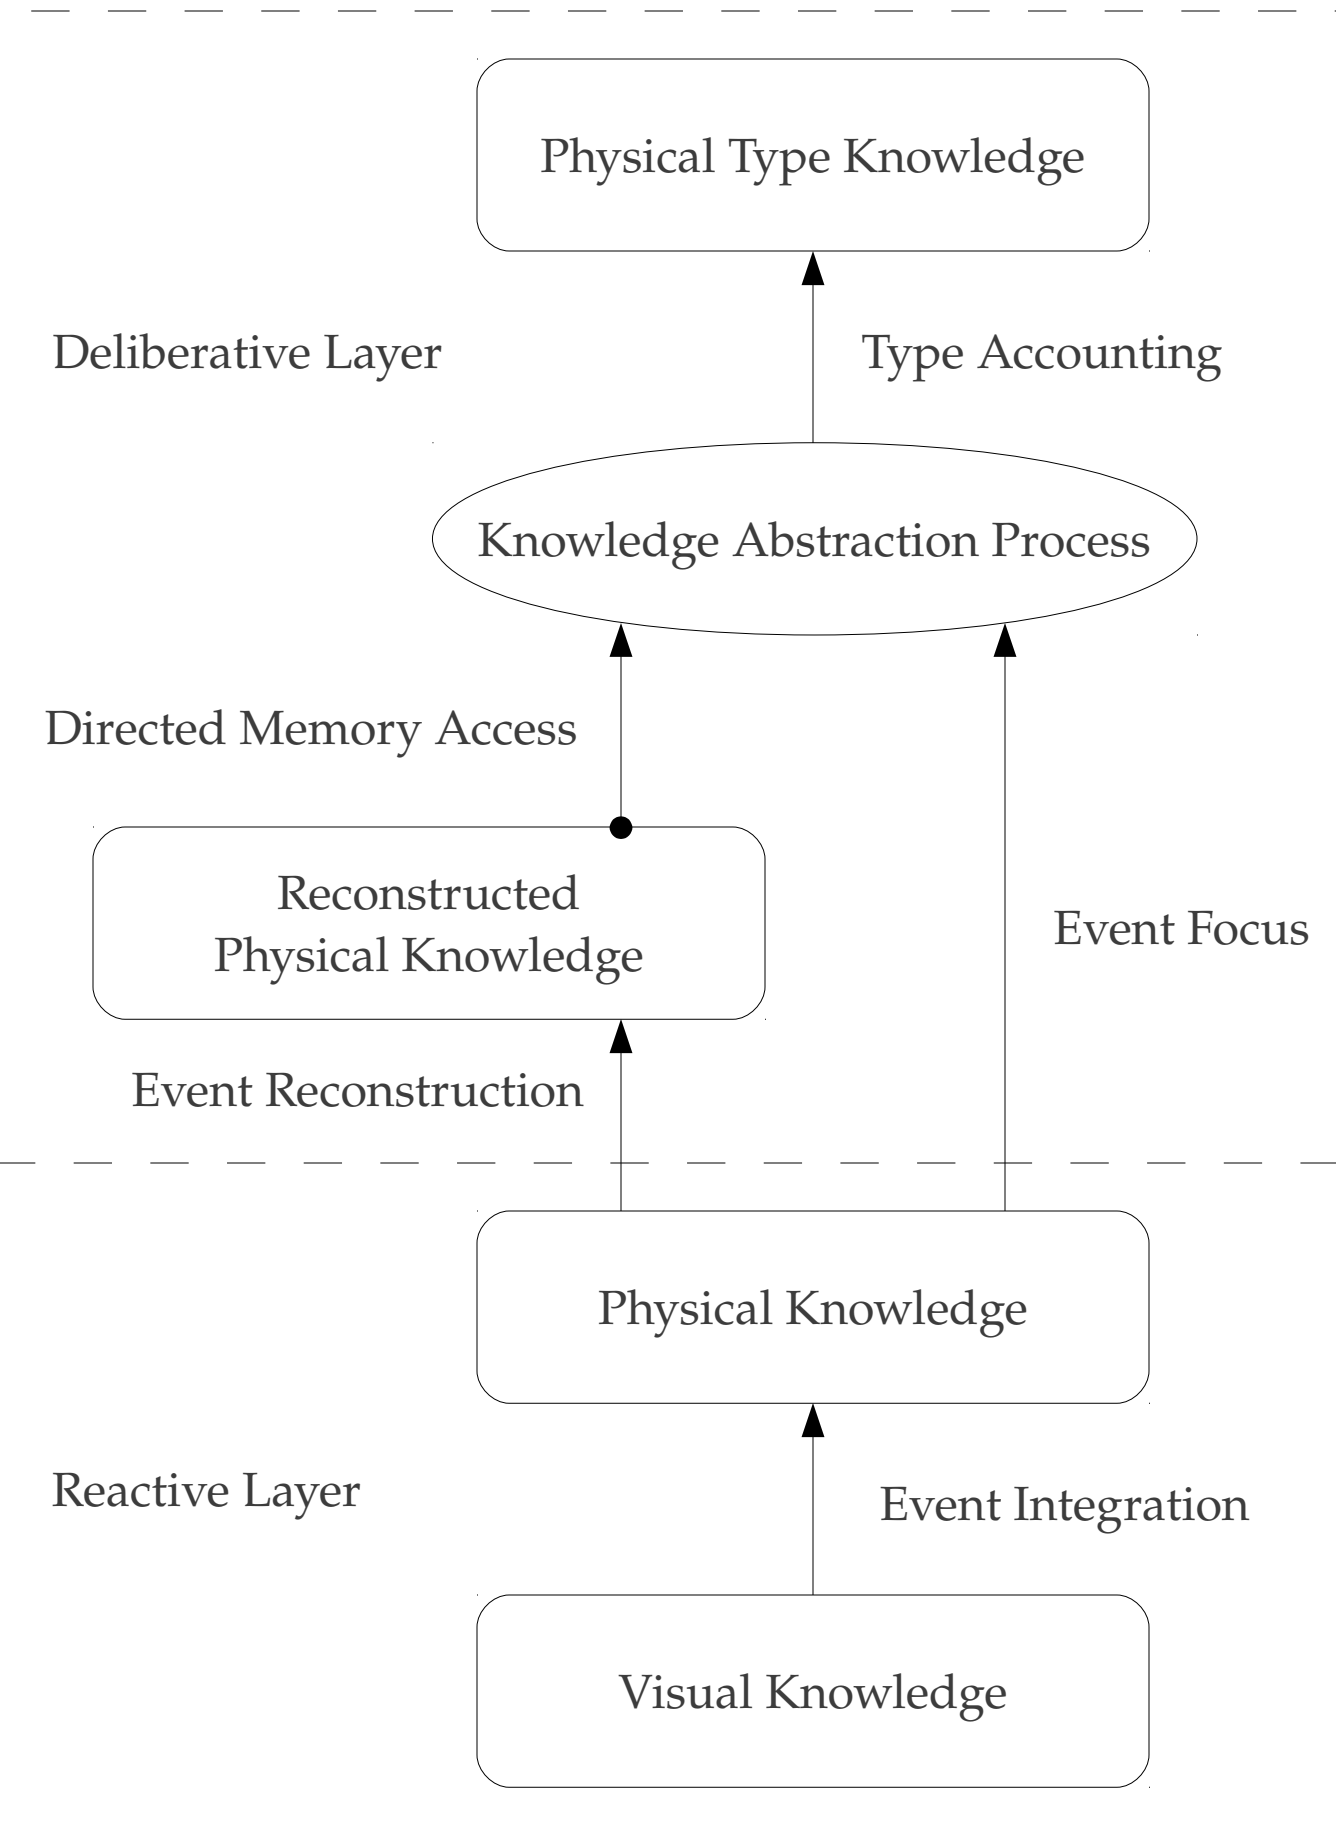 Physical Type Knowledge
Deliberative Layer
Type Accounting
Knowledge Abstraction Process
Directed Memory Access
Reconstructed
Physical Knowledge
Event Focus
Event Reconstruction
Physical Knowledge
Reactive Layer
Event Integration
Visual Knowledge